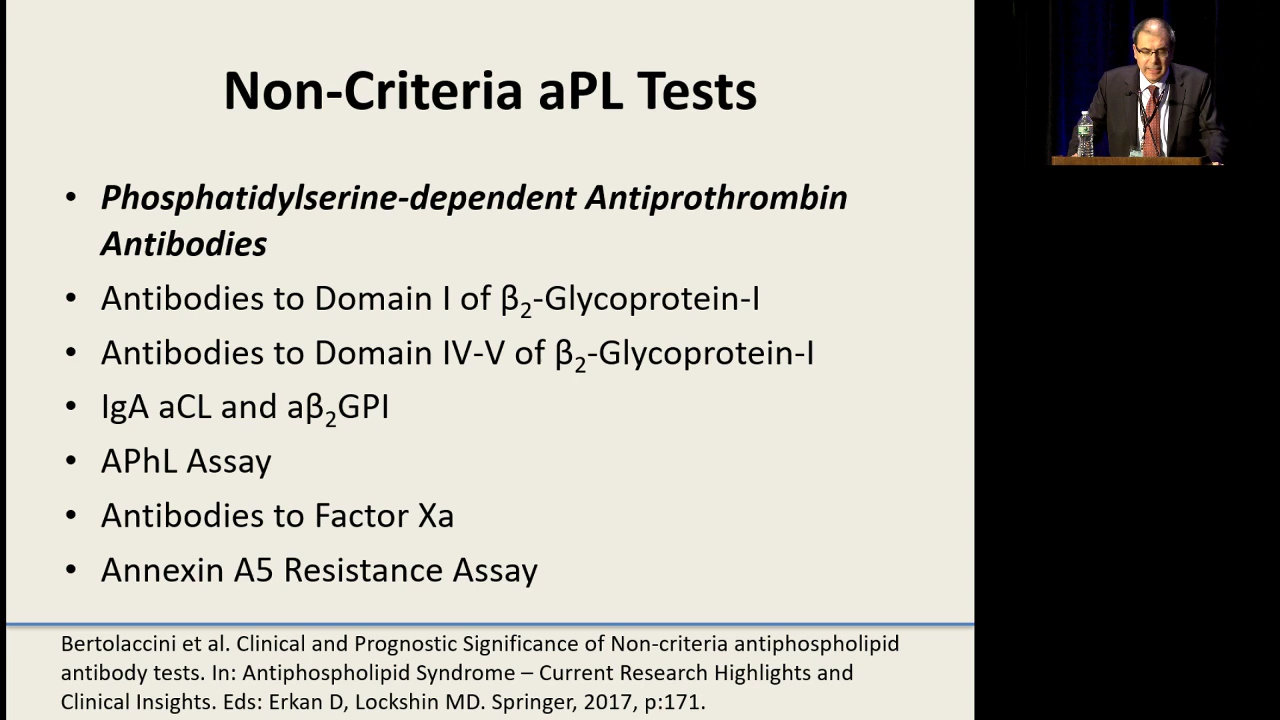 Non-Criteria aPL Tests
• Phosphatidylserine-dependent Antiprothrombin
Antibodies
• Antibodies to Domain I of β₂-Glycoprotein-I
• Antibodies to Domain IV-V of β₂-Glycoprotein-I
• IgA aCL and aβ₂GPI
• APhL Assay
• Antibodies to Factor Xa
• Annexin A5 Resistance Assay
Bertolaccini et al. Clinical and Prognostic Significance of Non-criteria antiphospholipid
antibody tests. In: Antiphospholipid Syndrome – Current Research Highlights and
Clinical Insights. Eds: Erkan D, Lockshin MD. Springer, 2017, p:171.